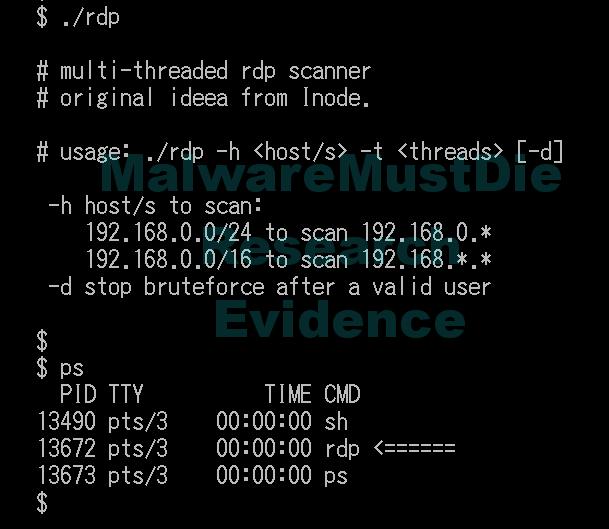 $ ./rdp
# multi-threaded rdp scanner
# original ideea from Inode.
# usage: ./rdp -h <host/s> -t <threads> [-d]
MalwareMustDie
-h host/s to scan:
192.168.0.0/24 to scan 192.168.0.*
Research
192.168.0.0/16 to scan 192.168.*.*
-d stop bruteforce after a valid user
Evidence
$
$ ps
PID TTY TIME CMD
13490 pts/3 00:00:00 sh
13672 pts/3 00:00:00 rdp <======
13673 pts/3 00:00:00 ps
$